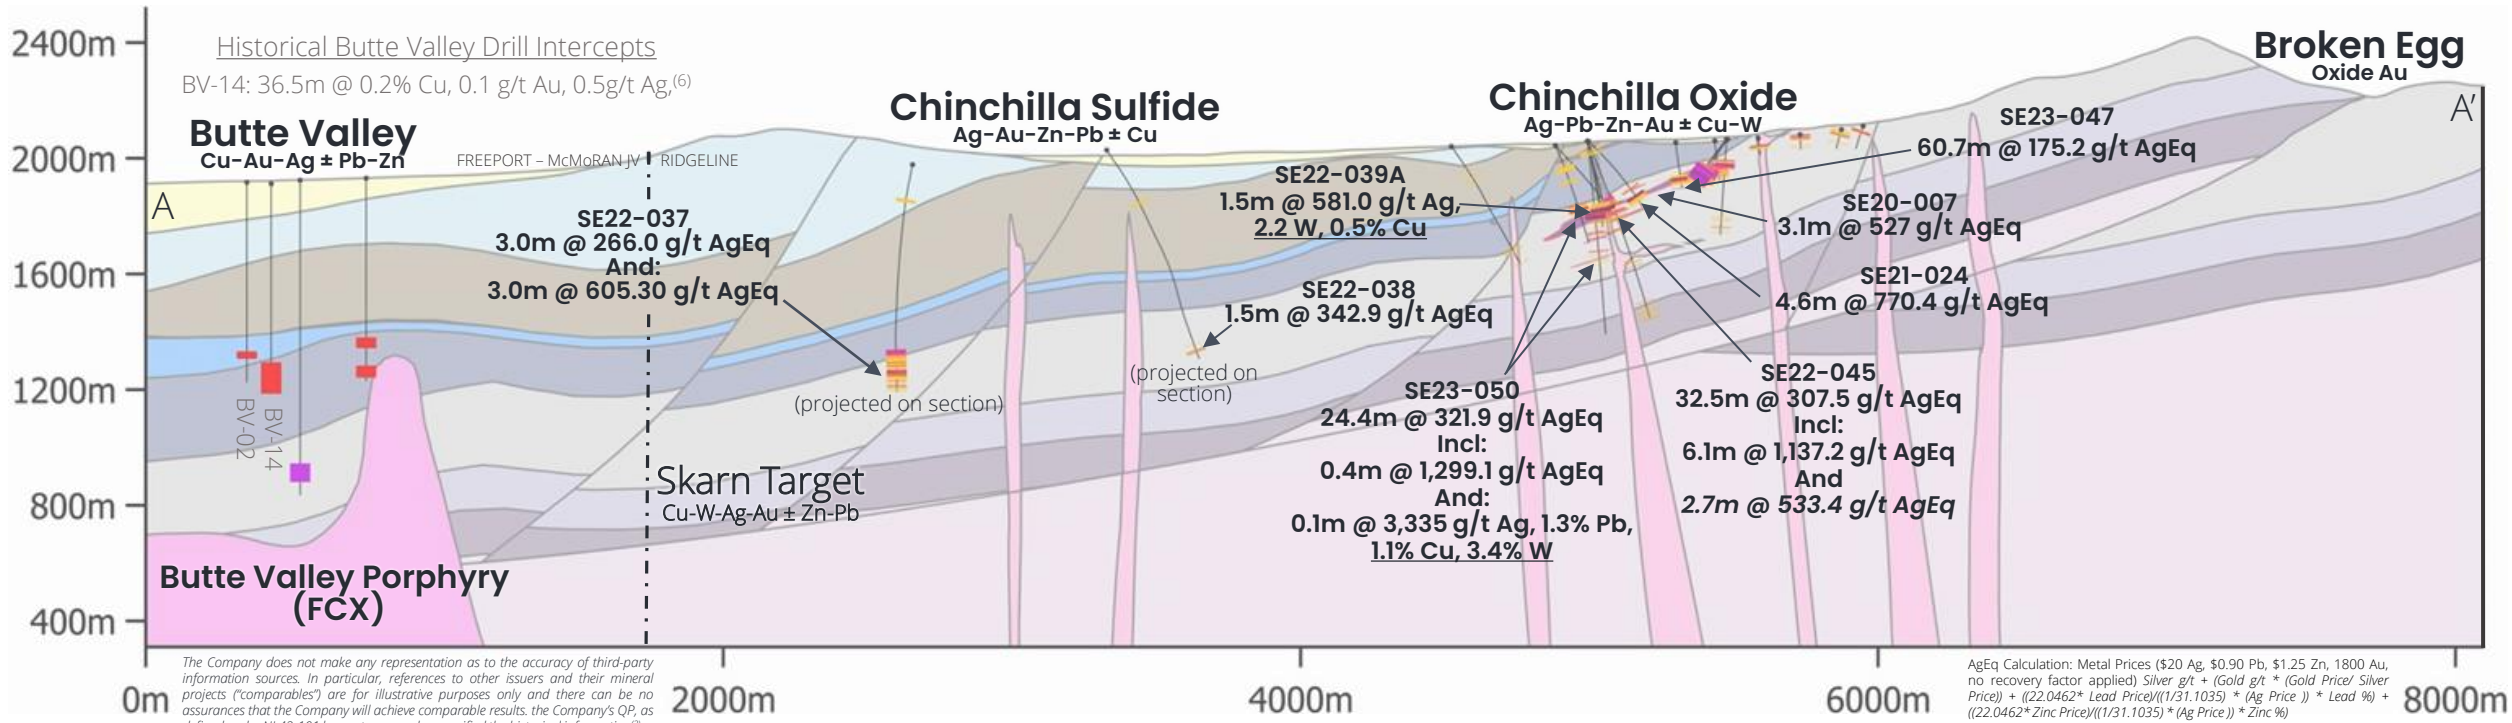 2400m
2000m
1600m
1200m
800m
400m
Historical Butte Valley Drill Intercepts
BV-14: 36.5m @ 0.2% Cu, 0.1 g/t Au, 0.5g/t Ag,(6)
Butte Valley
Cu-Au-Ag ± Pb-Zn
FREEPORT – McMoRAN JV
RIDGELINE
A
Chinchilla Sulfide
Ag-Au-Zn-Pb ± Cu
Chinchilla Oxide
Ag-Pb-Zn-Au ± Cu-W
Broken Egg
Oxide Au
A'
SE22-037
3.0m @ 266.0 g/t AgEq
And:
3.0m @ 605.30 g/t AgEq
(projected on section)
SE22-039A
1.5m @ 581.0 g/t Ag,
2.2 W, 0.5% Cu
SE22-038
1.5m @ 342.9 g/t AgEq
(projected on
section)
SE23-047
60.7m @ 175.2 g/t AgEq
SE20-007
3.1m @ 527 g/t AgEq
SE21-024
4.6m @ 770.4 g/t AgEq
SE23-050
24.4m @ 321.9 g/t AgEq
Incl:
0.4m @ 1,299.1 g/t AgEq
And:
0.1m @ 3,335 g/t Ag, 1.3% Pb,
1.1% Cu, 3.4% W
SE22-045
32.5m @ 307.5 g/t AgEq
Incl:
6.1m @ 1,137.2 g/t AgEq
And
2.7m @ 533.4 g/t AgEq
BV-02
BV-14
Skarn Target
Cu-W-Ag-Au ± Zn-Pb
Butte Valley Porphyry
(FCX)
0m
2000m
4000m
6000m
8000m
The Company does not make any representation as to the accuracy of third-party
information sources. In particular, references to other issuers and their mineral
projects ("comparables") are for illustrative purposes only and there can be no
assurances that the Company will achieve comparable results. the Company's QP, as
AgEq Calculation: Metal Prices ($20 Ag, $0.90 Pb, $1.25 Zn, 1800 Au,
no recovery factor applied) Silver g/t + (Gold g/t * (Gold Price/ Silver
Price)) + ((22.0462* Lead Price)/((1/31.1035) * (Ag Price )) * Lead %) +
((22.0462* Zinc Price)/((1/31.1035) * (Ag Price )) * Zinc %)